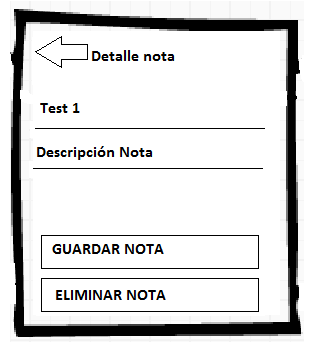 Detalle nota
Test 1
Descripción Nota
GUARDAR NOTA
ELIMINAR NOTA